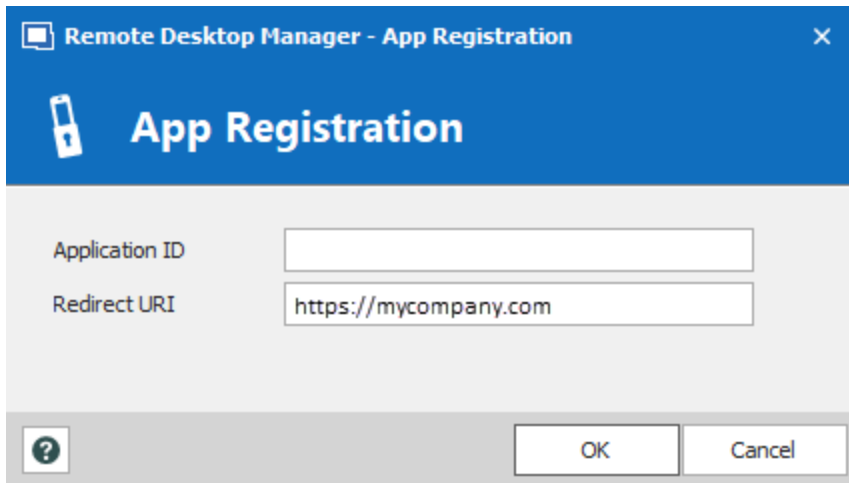 Remote Desktop Manager - App Registration
App Registration
Application ID
Redirect URI https://mycompany.com
OK Cancel